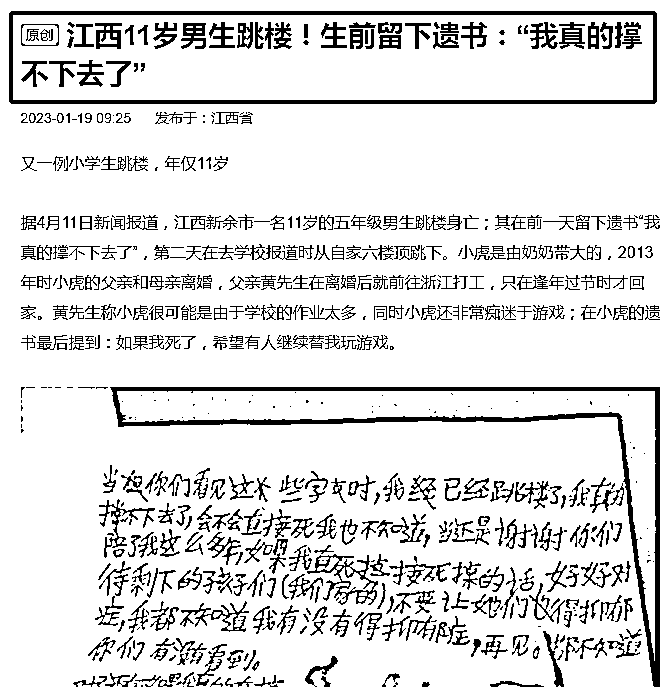 原创 江西11岁男生跳楼！生前留下遗书：“我真的撑
不下去了”
2023-01-19 09:25 发布于：江西省
又一例小学生跳楼，年仅11岁
据4月11日新闻报道，江西新余市一名11岁的五年级男生跳楼身亡；其在前一天留下遗书“我
真的撑不下去了”，第二天在去学校报道时从自家六楼顶跳下。小虎是由奶奶带大的，2013
年时小虎的父亲和母亲离婚，父亲黄先生在离婚后就前往浙江打工，只在逢年过节时才回
家。黄先生称小虎很可能是由于学校的作业太多，同时小虎还非常痴迷于游戏；在小虎的遗
书最后提到：如果我死了，希望有人继续替我玩游戏。
当你们看见这些字文时，我已经跳楼了，我真的
撑不下去了，会不会直接死我也不知道，当还是谢谢你们
陪了我这么多年，如果我直接死掉的话，好好对
待剩下的孩子们（我们家的），不要让她们也得抑郁
症，我都不知道我有没有得抑郁症，再见。都不知道
你们有没有看到。